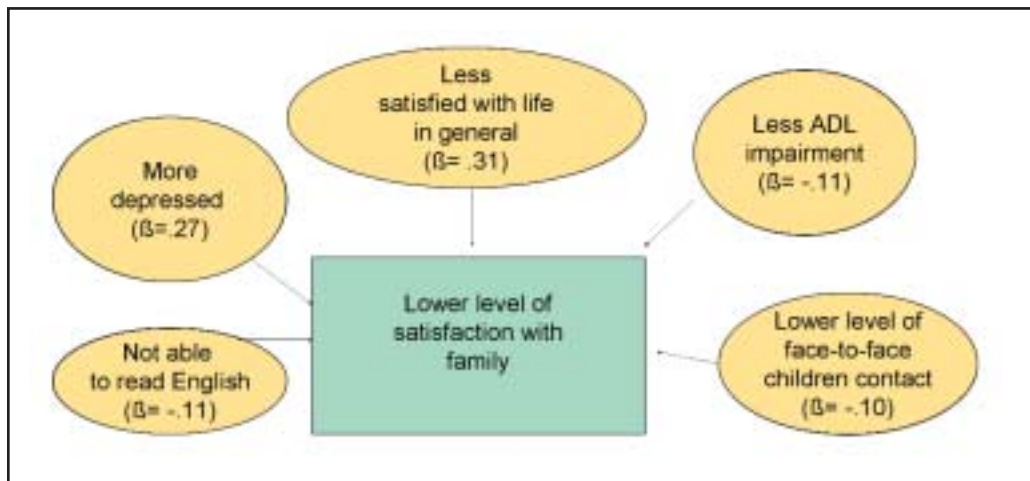 Less
satisfied with life
in general
(ß= .31)
More
depressed
(ß=.27)
Less ADL
impairment
(ß= -.11)
Lower level of
satisfaction with
family
Not able
to read English
(ß= -.11)
Lower level of
face-to-face
children contact
(ß= -.10)